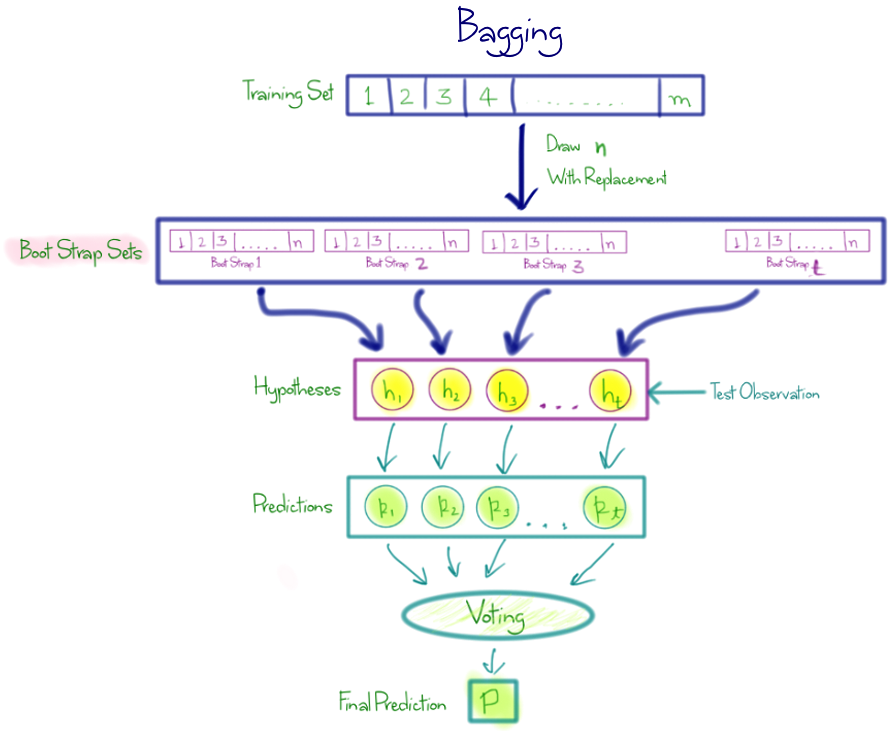 Bagging
Training Set 1 2 3 4 ......... m
Draw n
With Replacement
Boot Strap Sets
1 2 3 ..... n
Boot Strap 1
1 2 3 ..... n
Boot Strap 2
1 2 3 ..... n
Boot Strap 3
1 2 3 ..... n
Boot Strap t
Hypotheses h1 h2 h3 ... ht Test Observation
Predictions p1 p2 p3 ... pt
Voting
Final Prediction P